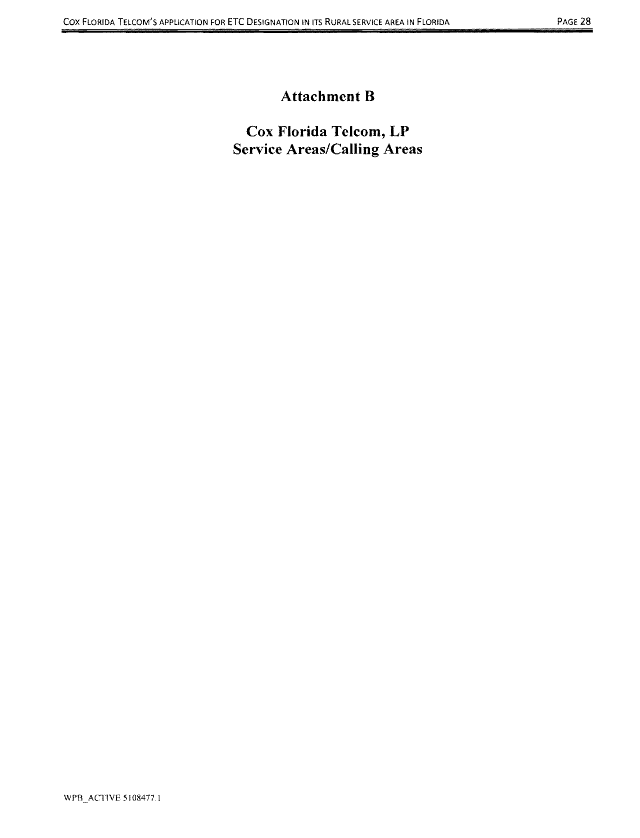 COX FLORIDA TELCOM'S APPLICATION FOR ETC DESIGNATION IN ITS RURAL SERVICE AREA IN FLORIDA PAGE 28
Attachment B
Cox Florida Telcom, LP
Service Areas/Calling Areas
WPB_ACTIVE 5108477.1